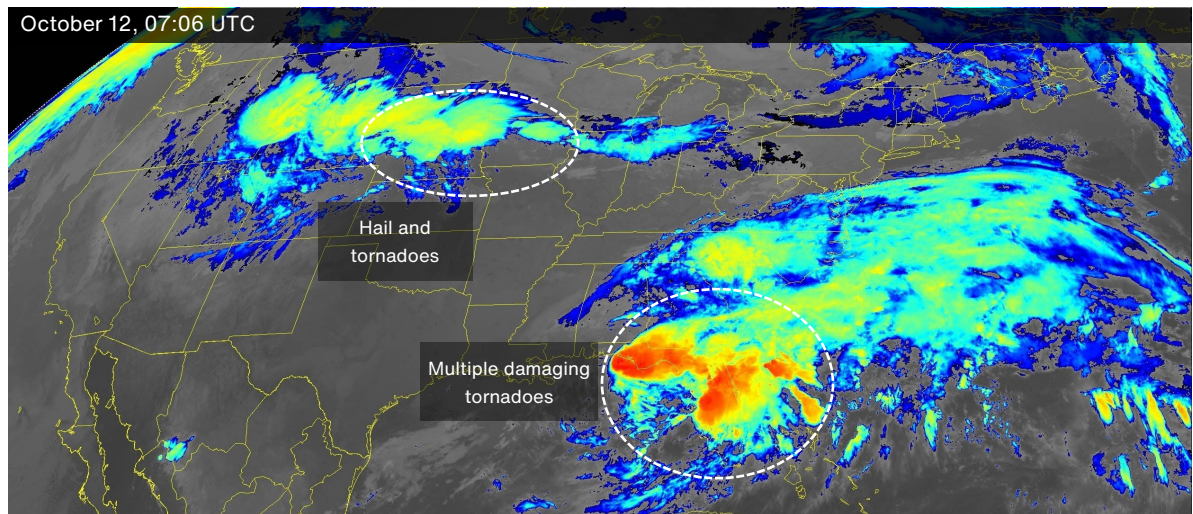 October 12, 07:06 UTC
Hail and
tornadoes
Multiple damaging
tornadoes